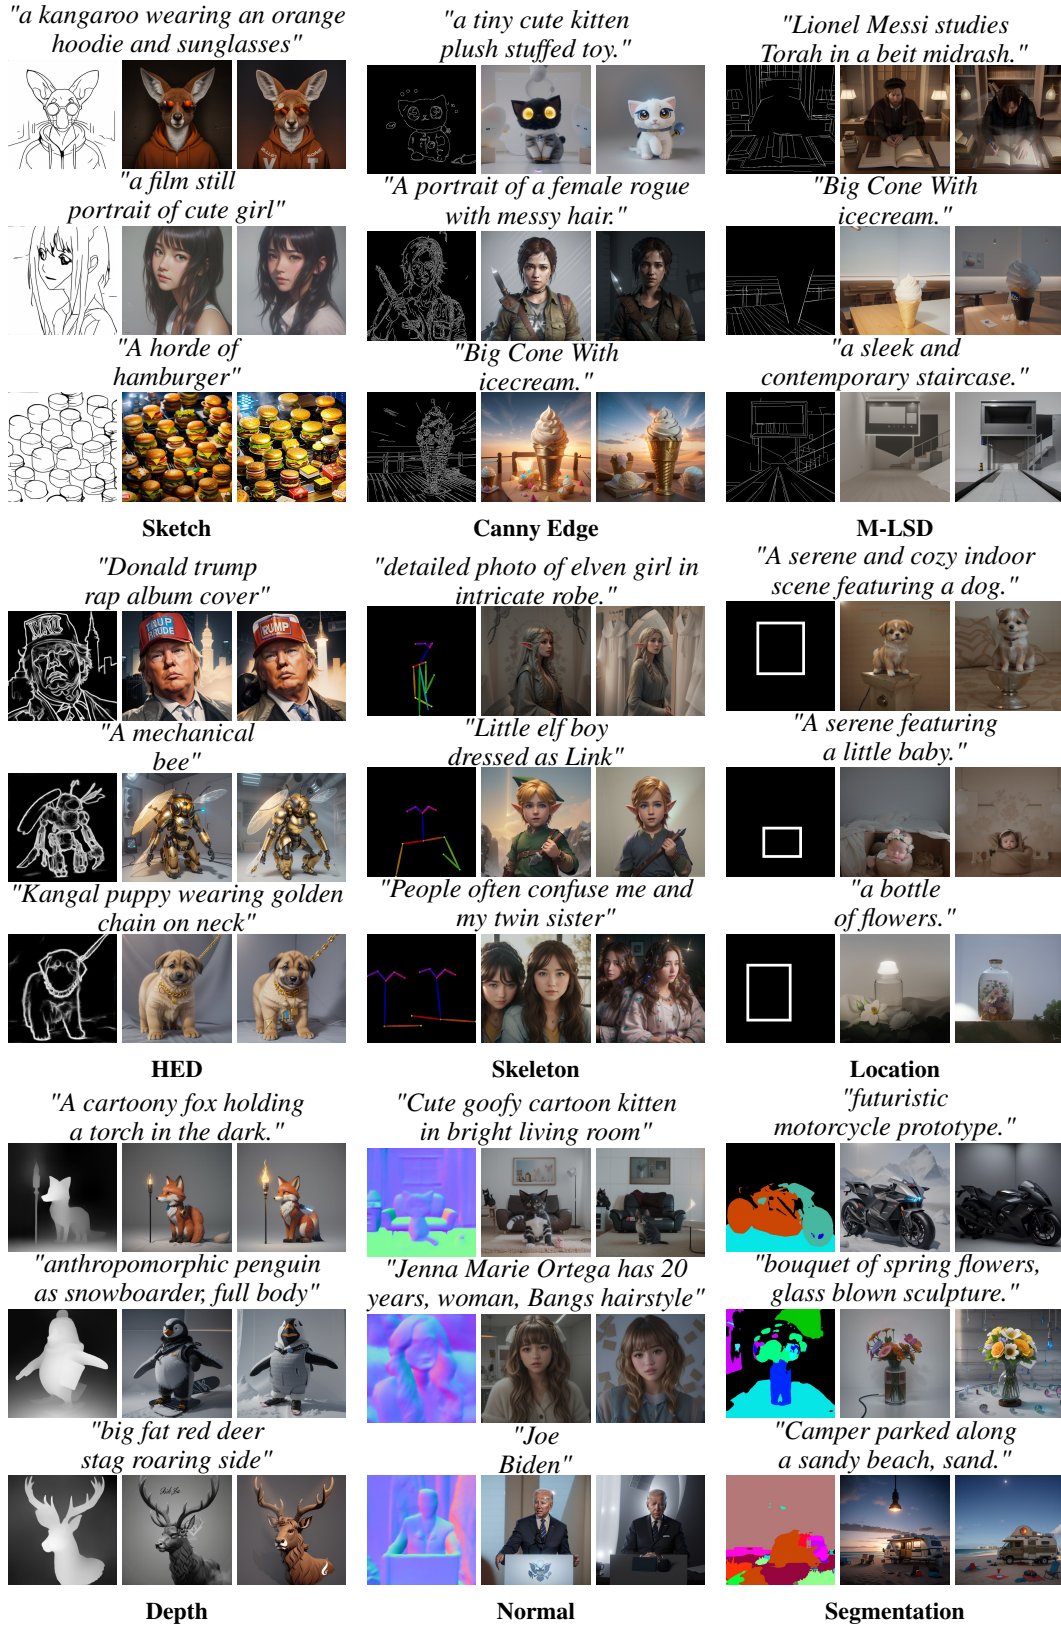 "a kangaroo wearing an orange
hoodie and sunglasses"
"a tiny cute kitten
plush stuffed toy."
"Lionel Messi studies
Torah in a beit midrash."
"a film still
portrait of cute girl"
"A portrait of a female rogue
with messy hair."
"Big Cone With
icecream."
"A horde of
hamburger"
"Big Cone With
icecream."
"a sleek and
contemporary staircase."
Sketch
Canny Edge
M-LSD
"Donald trump
rap album cover"
"detailed photo of elven girl in
intricate robe."
"A serene and cozy indoor
scene featuring a dog."
"A mechanical
bee"
"Little elf boy
dressed as Link"
"A serene featuring
a little baby."
"Kangal puppy wearing golden
chain on neck"
"People often confuse me and
my twin sister"
"a bottle
of flowers."
HED
Skeleton
Location
"A cartoony fox holding
a torch in the dark."
"Cute goofy cartoon kitten
in bright living room"
"futuristic
motorcycle prototype."
"anthropomorphic penguin
as snowboarder, full body"
"Jenna Marie Ortega has 20
years, woman, Bangs hairstyle"
"bouquet of spring flowers,
glass blown sculpture."
"big fat red deer
stag roaring side"
"Joe
Biden"
"Camper parked along
a sandy beach, sand."
Depth
Normal
Segmentation